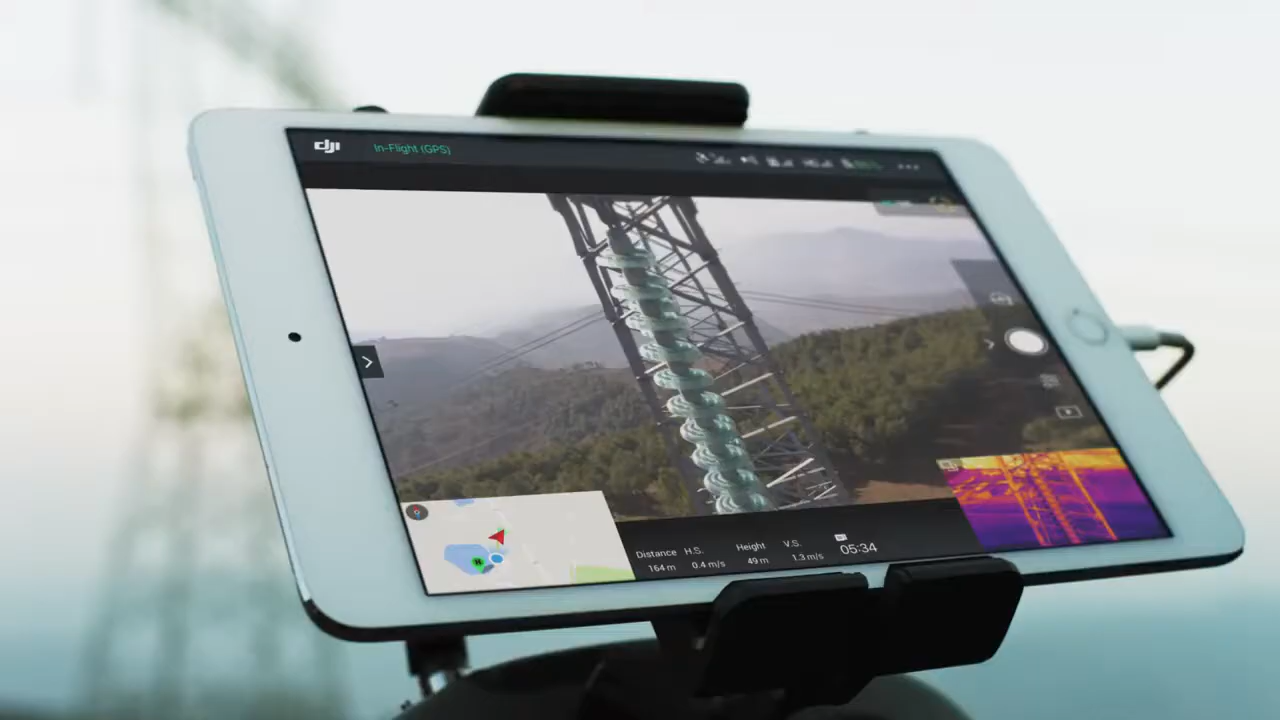 dji In-Flight (GPS)
Distance H.S. Height V.S.
164 m 0.4 m/s 49 m 1.3 m/s 05:34
H